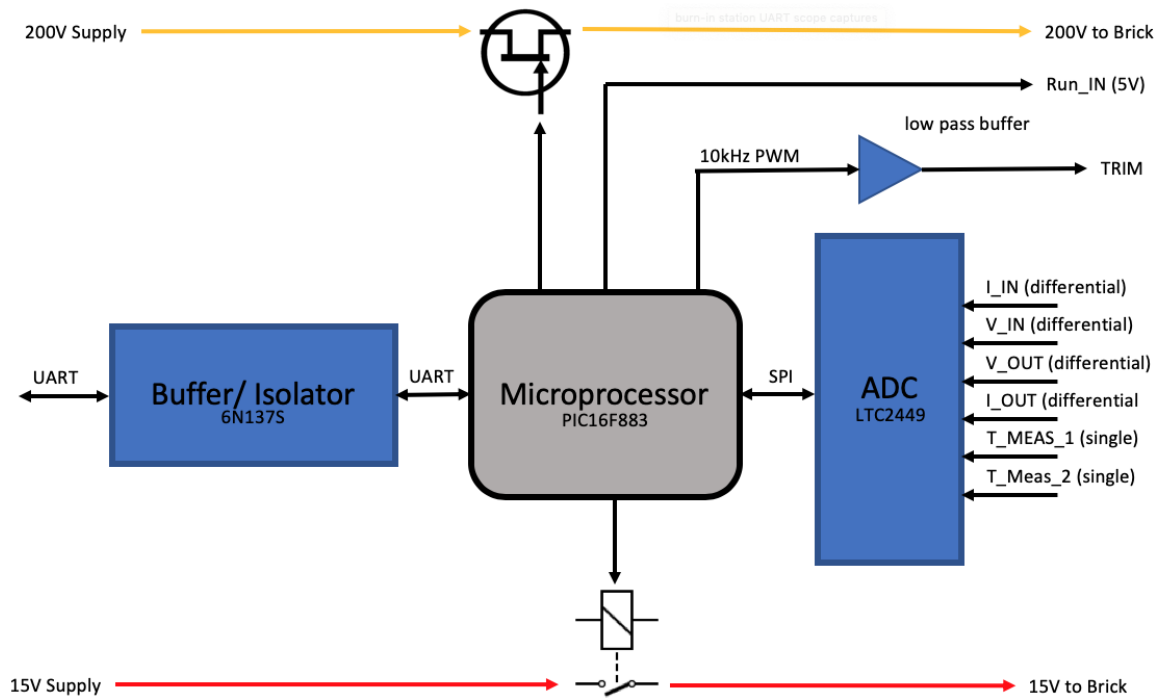 burn-in station UART scope captures
200V Supply
200V to Brick
Run_IN (5V)
low pass buffer
10kHz PWM
TRIM
I_IN (differential)
V_IN (differential)
V_OUT (differential)
I_OUT (differential
T_MEAS_1 (single)
T_Meas_2 (single)
ADC
LTC2449
SPI
Microprocessor
PIC16F883
UART
Buffer/ Isolator
6N137S
UART
15V Supply
15V to Brick